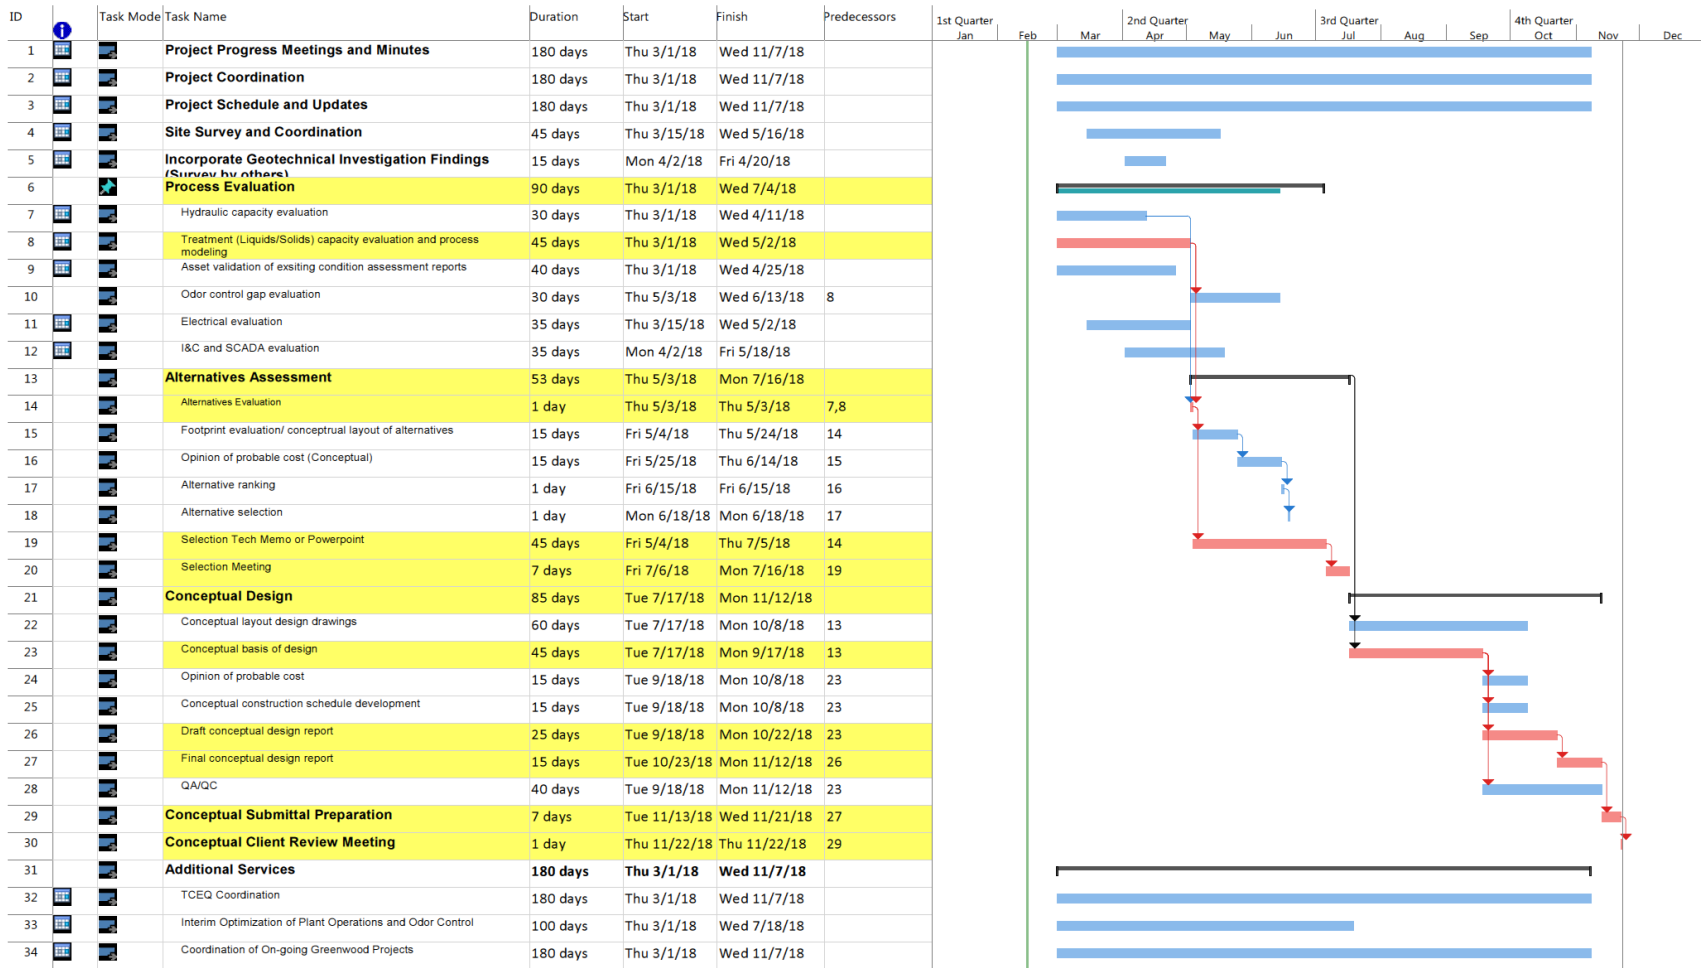 ID Task Mode Task Name Duration Start Finish Predecessors
1st Quarter 2nd Quarter 3rd Quarter 4th Quarter
Jan Feb Mar Apr May Jun Jul Aug Sep Oct Nov Dec
1 Project Progress Meetings and Minutes 180 days Thu 3/1/18 Wed 11/7/18
2 Project Coordination 180 days Thu 3/1/18 Wed 11/7/18
3 Project Schedule and Updates 180 days Thu 3/1/18 Wed 11/7/18
4 Site Survey and Coordination 45 days Thu 3/15/18 Wed 5/16/18
5 Incorporate Geotechnical Investigation Findings 15 days Mon 4/2/18 Fri 4/20/18
(Survey by others)
6 Process Evaluation 90 days Thu 3/1/18 Wed 7/4/18
7 Hydraulic capacity evaluation 30 days Thu 3/1/18 Wed 4/11/18
8 Treatment (Liquids/Solids) capacity evaluation and process 45 days Thu 3/1/18 Wed 5/2/18
modeling
9 Asset validation of exsiting condition assessment reports 40 days Thu 3/1/18 Wed 4/25/18
10 Odor control gap evaluation 30 days Thu 5/3/18 Wed 6/13/18 8
11 Electrical evaluation 35 days Thu 3/15/18 Wed 5/2/18
12 I&C and SCADA evaluation 35 days Mon 4/2/18 Fri 5/18/18
13 Alternatives Assessment 53 days Thu 5/3/18 Mon 7/16/18
14 Alternatives Evaluation 1 day Thu 5/3/18 Thu 5/3/18 7,8
15 Footprint evaluation/ conceptrual layout of alternatives 15 days Fri 5/4/18 Thu 5/24/18 14
16 Opinion of probable cost (Conceptual) 15 days Fri 5/25/18 Thu 6/14/18 15
17 Alternative ranking 1 day Fri 6/15/18 Fri 6/15/18 16
18 Alternative selection 1 day Mon 6/18/18 Mon 6/18/18 17
19 Selection Tech Memo or Powerpoint 45 days Fri 5/4/18 Thu 7/5/18 14
20 Selection Meeting 7 days Fri 7/6/18 Mon 7/16/18 19
21 Conceptual Design 85 days Tue 7/17/18 Mon 11/12/18
22 Conceptual layout design drawings 60 days Tue 7/17/18 Mon 10/8/18 13
23 Conceptual basis of design 45 days Tue 7/17/18 Mon 9/17/18 13
24 Opinion of probable cost 15 days Tue 9/18/18 Mon 10/8/18 23
25 Conceptual construction schedule development 15 days Tue 9/18/18 Mon 10/8/18 23
26 Draft conceptual design report 25 days Tue 9/18/18 Mon 10/22/18 23
27 Final conceptual design report 15 days Tue 10/23/18 Mon 11/12/18 26
28 QA/QC 40 days Tue 9/18/18 Mon 11/12/18 23
29 Conceptual Submittal Preparation 7 days Tue 11/13/18 Wed 11/21/18 27
30 Conceptual Client Review Meeting 1 day Thu 11/22/18 Thu 11/22/18 29
31 Additional Services 180 days Thu 3/1/18 Wed 11/7/18
32 TCEQ Coordination 180 days Thu 3/1/18 Wed 11/7/18
33 Interim Optimization of Plant Operations and Odor Control 100 days Thu 3/1/18 Wed 7/18/18
34 Coordination of On-going Greenwood Projects 180 days Thu 3/1/18 Wed 11/7/18